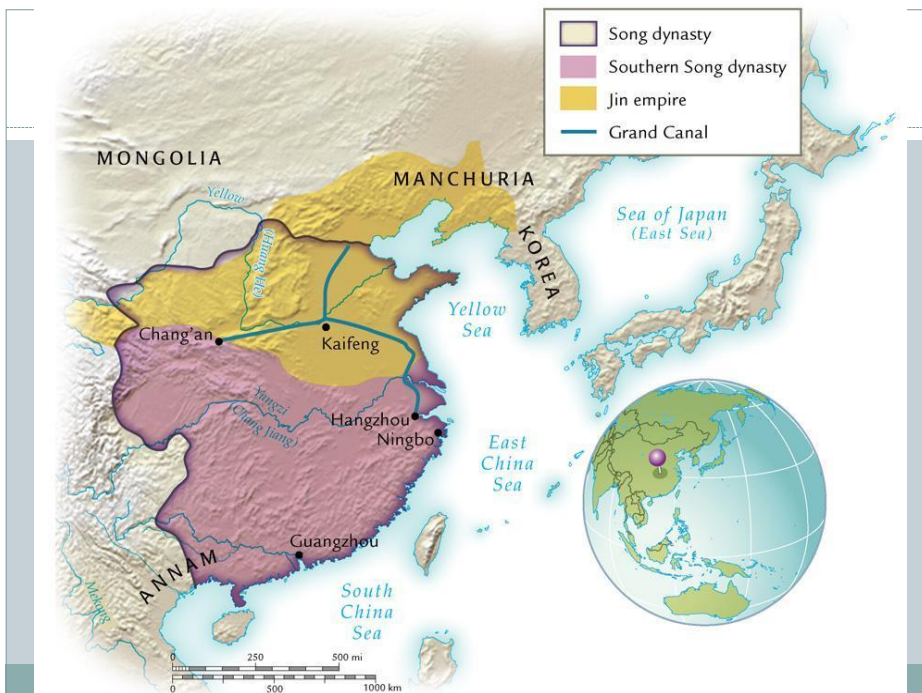 Song dynasty
Southern Song dynasty
Jin empire
Grand Canal
MONGOLIA
MANCHURIA
Yellow
(Huang He)
Sea of Japan
(East Sea)
KOREA
Yellow
Sea
Chang'an
Kaifeng
Yangzi
(Chang Jiang)
Hangzhou
Ningbo
East
China
Sea
Guangzhou
ANNAM
Mekong
South
China
Sea
0 250 500 mi
0 500 1000 km